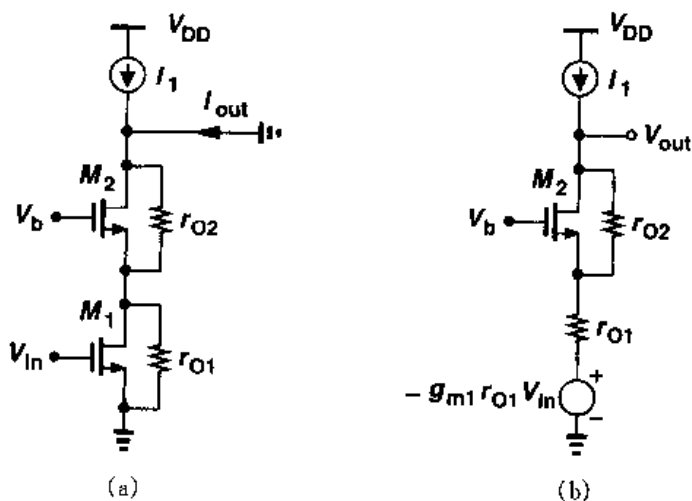 V_DD
I_1
I_out
M_2
V_b
r_O2
M_1
V_in
r_O1
(a)
V_DD
I_1
V_out
M_2
V_b
r_O2
r_O1
- g_m1 r_O1 V_in
+
−
(b)